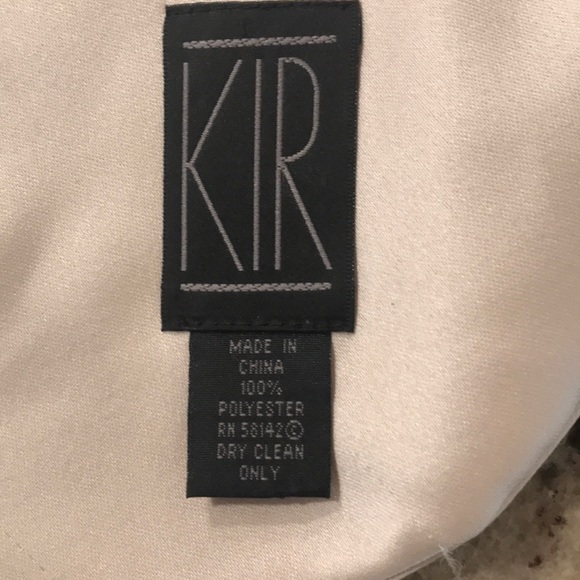 KIR
MADE IN
CHINA
100%
POLYESTER
RN 58142©
DRY CLEAN
ONLY